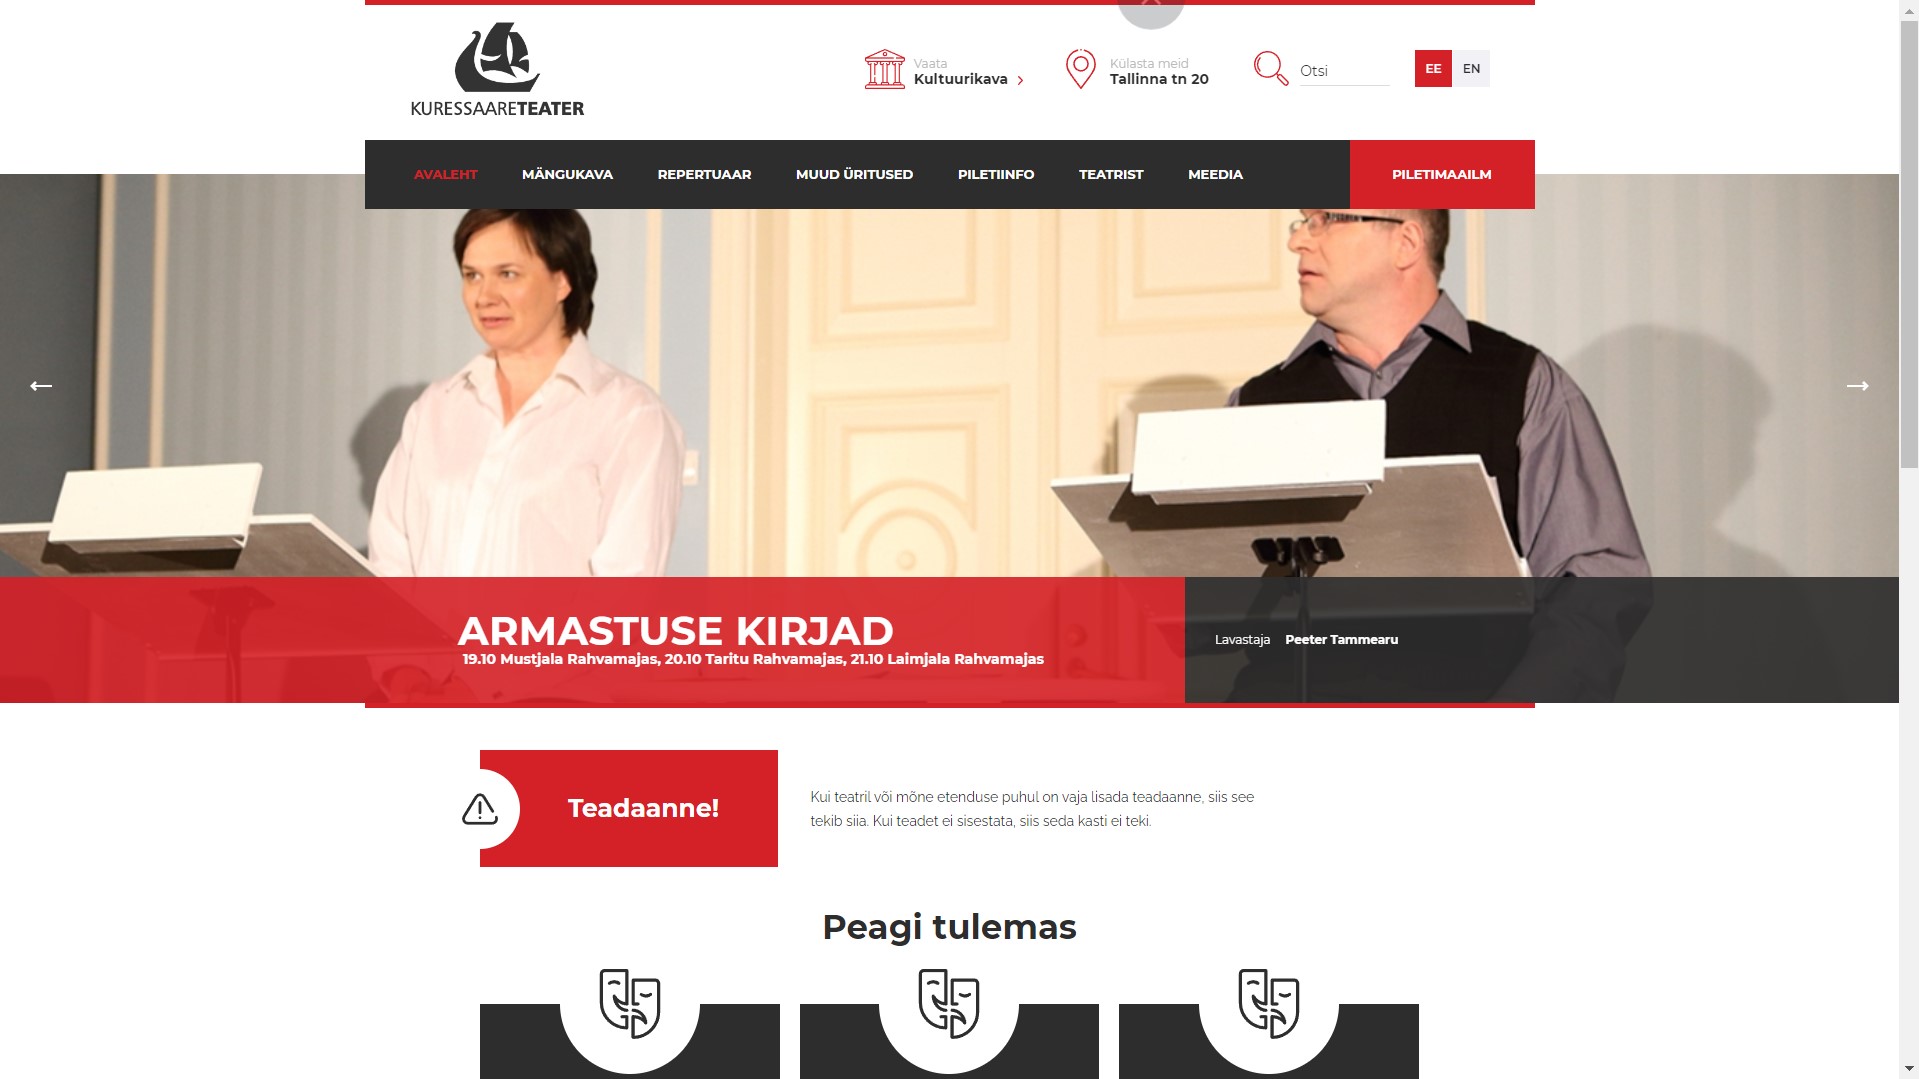 KURESSAARETEATER
Vaata
Kultuurikava
Külasta meid
Tallinna tn 20
Otsi
EE
EN
AVALEHT
MÄNGUKAVA
REPERTUAAR
MUUD ÜRITUSED
PILETIINFO
TEATRIST
MEEDIA
PILETIMAAILM
ARMASTUSE KIRJAD
19.10 Mustjala Rahvamajas, 20.10 Taritu Rahvamajas, 21.10 Laimjala Rahvamajas
Lavastaja Peeter Tammearu
Teadaanne!
Kui teatril või mõne etenduse puhul on vaja lisada teadaanne, siis see
tekib siia. Kui teadet ei sisestata, siis seda kasti ei teki.
Peagi tulemas